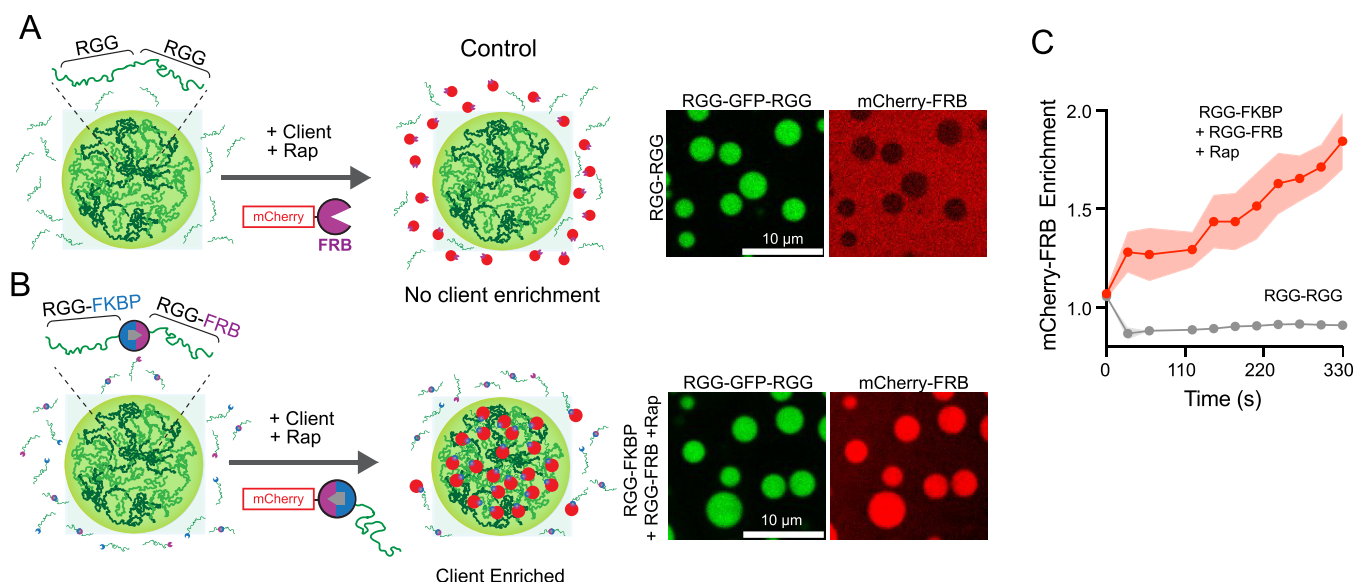 A
RGG
RGG
+ Client
+ Rap
mCherry
FRB
Control
No client enrichment
RGG-GFP-RGG
mCherry-FRB
RGG-RGG
10 µm
B
RGG-FKBP
RGG-FRB
+ Client
+ Rap
mCherry
Client Enriched
RGG-GFP-RGG
mCherry-FRB
RGG-FKBP
+ RGG-FRB +Rap
10 µm
C
mCherry-FRB Enrichment
2.0
1.5
1.0
RGG-FKBP
+ RGG-FRB
+ Rap
RGG-RGG
0
110
220
330
Time (s)